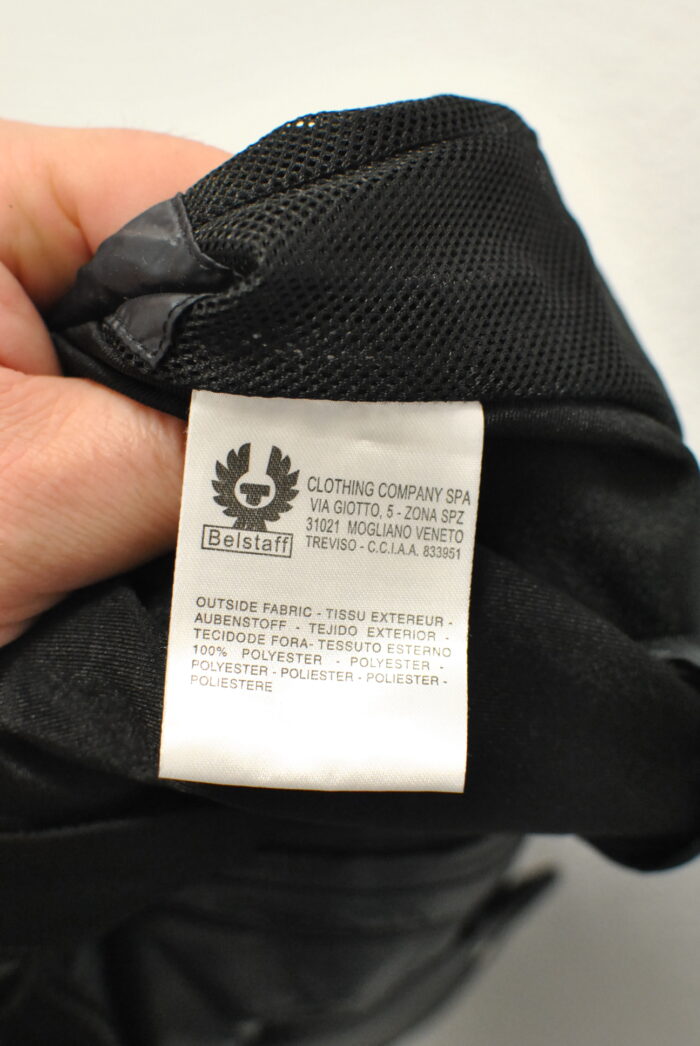 Belstaff
CLOTHING COMPANY SPA
VIA GIOTTO, 5 - ZONA SPZ
31021 MOGLIANO VENETO
TREVISO - C.C.I.A.A. 833951
OUTSIDE FABRIC - TISSU EXTEREUR -
AUBENSTOFF - TEJIDO EXTERIOR -
TECIDODE FORA- TESSUTO ESTERNO
100% POLYESTER - POLYESTER -
POLYESTER - POLIESTER - POLIESTER -
POLIESTERE